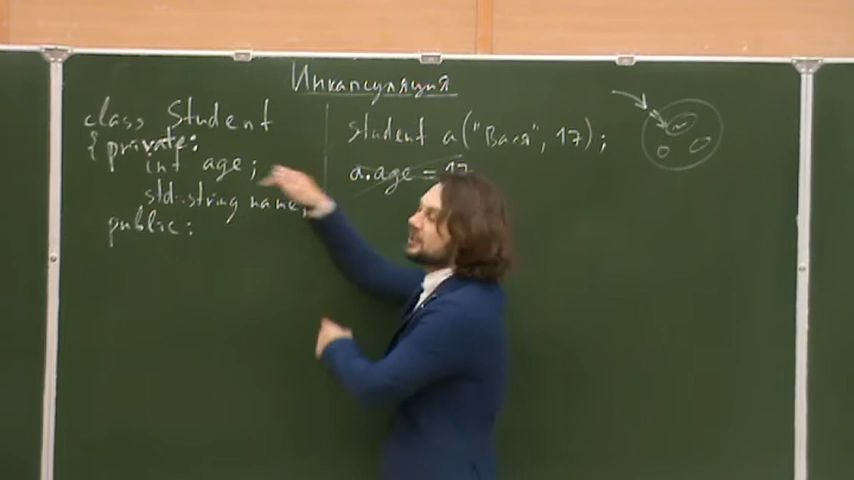 Инкапсуляция
class Student
{ private:
int age;
std::string name;
public:
student a("Вася", 17);
a.age = 17